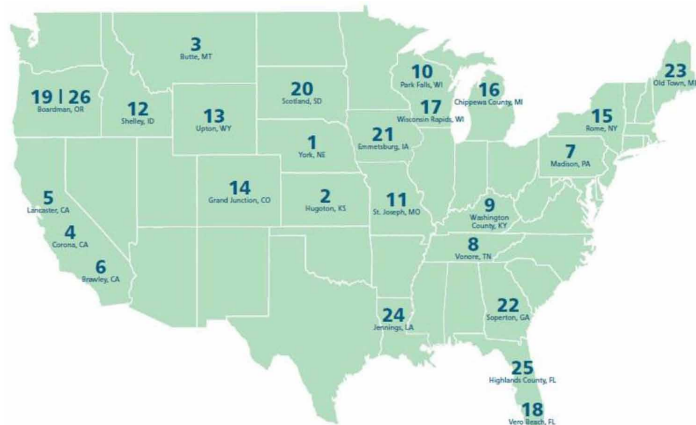 3
Butte, MT
10
Park Falls, WI
23
Old Town, ME
19 | 26
Boardman, OR
20
Scotland, SD
16
Chippewa County, MI
12
Shelley, ID
13
Upton, WY
17
Wisconsin Rapids, WI
15
Rome, NY
21
Emmetsburg, IA
1
York, NE
7
Madison, PA
5
Lancaster, CA
14
Grand Junction, CO
2
Hugoton, KS
11
St. Joseph, MO
9
Washington
County, KY
4
Corona, CA
8
Vonore, TN
6
Brawley, CA
22
Soperton, GA
24
Jennings, LA
25
Highlands County, FL
18
Vero Beach, FL